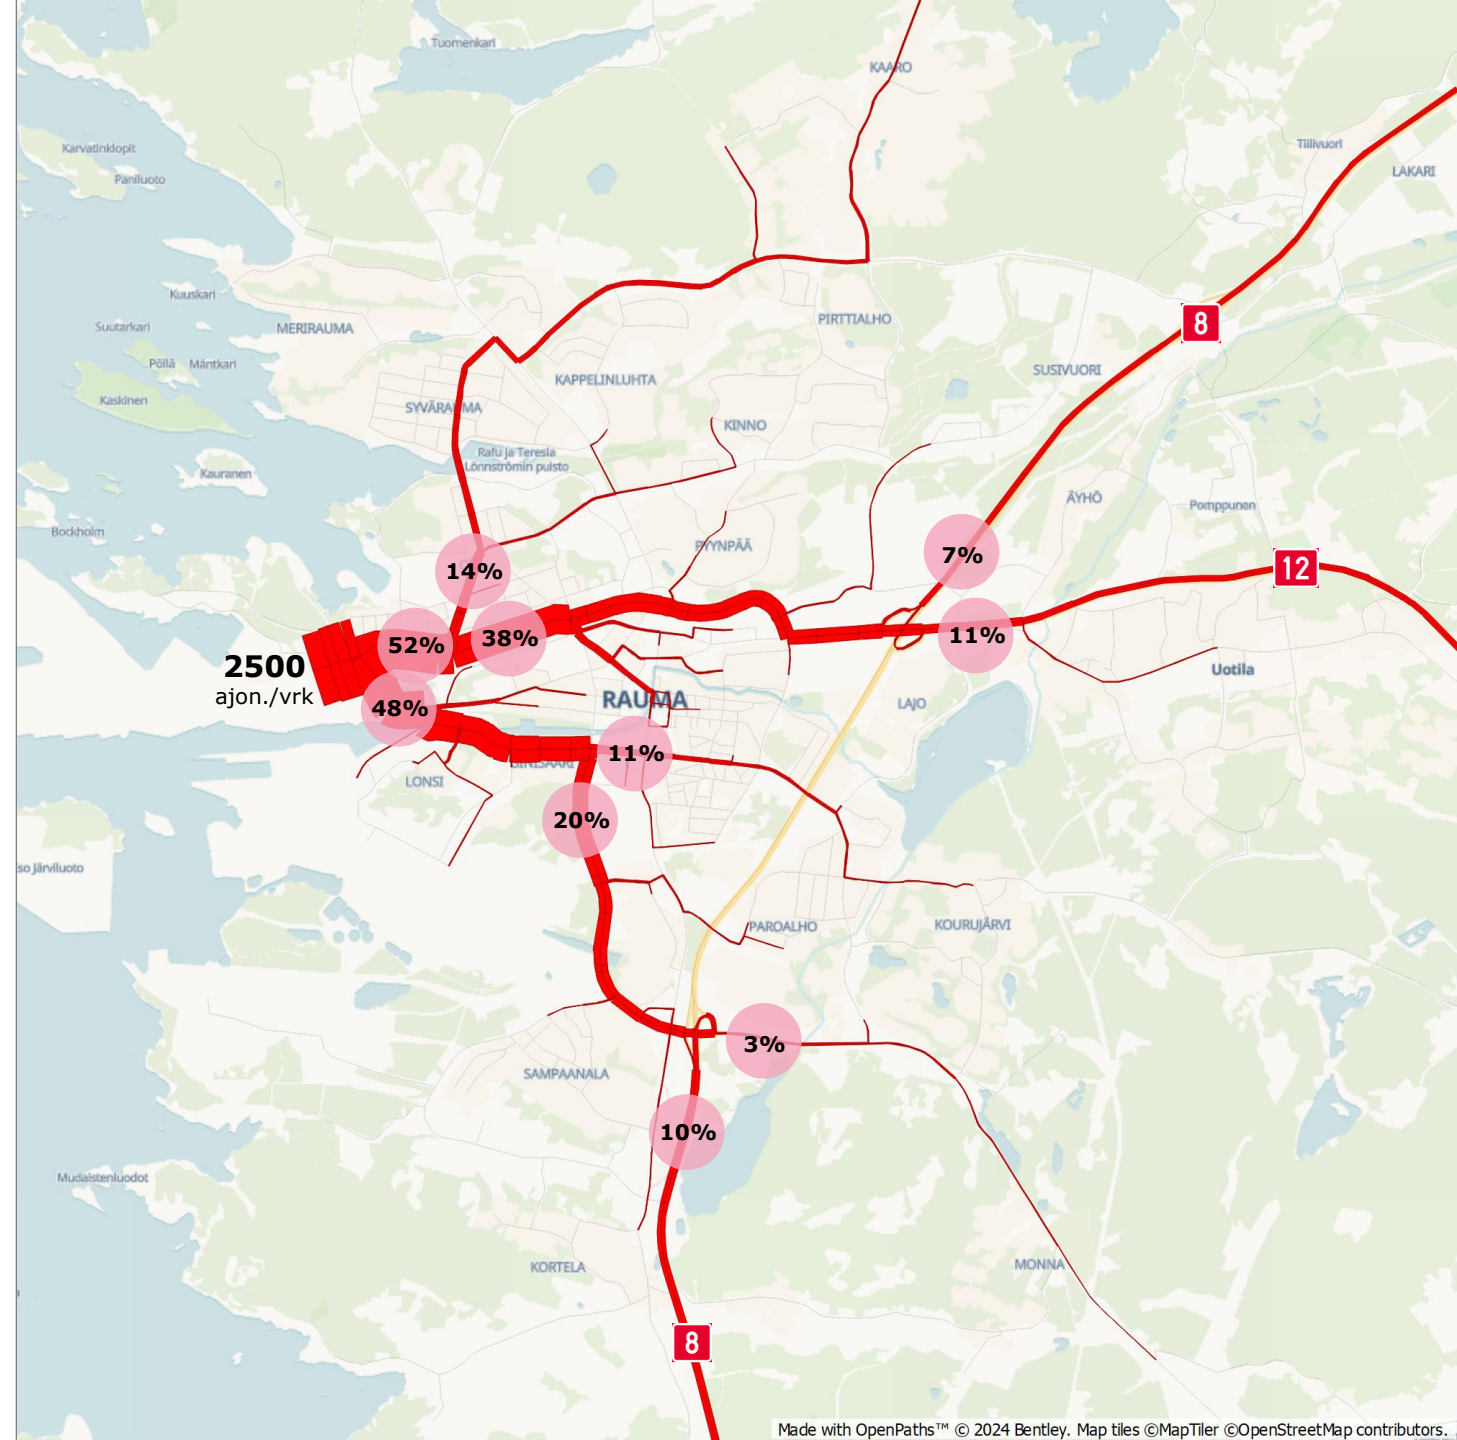 Tuomenkari
KAARO
Karvatinklopit
Tiilivuori
Paniluoto
LAKARI
Kuuskari
Suutarkari
MERIRAUMA
PIRTTIALHO
8
Pöllä
Mäntkari
SUSIVUORI
KAPPELINLUHTA
Kaskinen
KINNO
Rafu ja Teresia
Lönnströmin puisto
Kauranen
ÄYHÖ
Pomppunen
Bockholm
PYYNPÄÄ
7%
12
14%
38%
11%
52%
2500
ajon./vrk
Uotila
RAUMA
LAJO
48%
11%
LONSI
20%
PAROALHO
KOURUJÄRVI
3%
SAMPAANALA
10%
Mudaistenluodot
KORTELA
MONNA
8
Made with OpenPaths™ © 2024 Bentley. Map tiles ©MapTiler ©OpenStreetMap contributors.